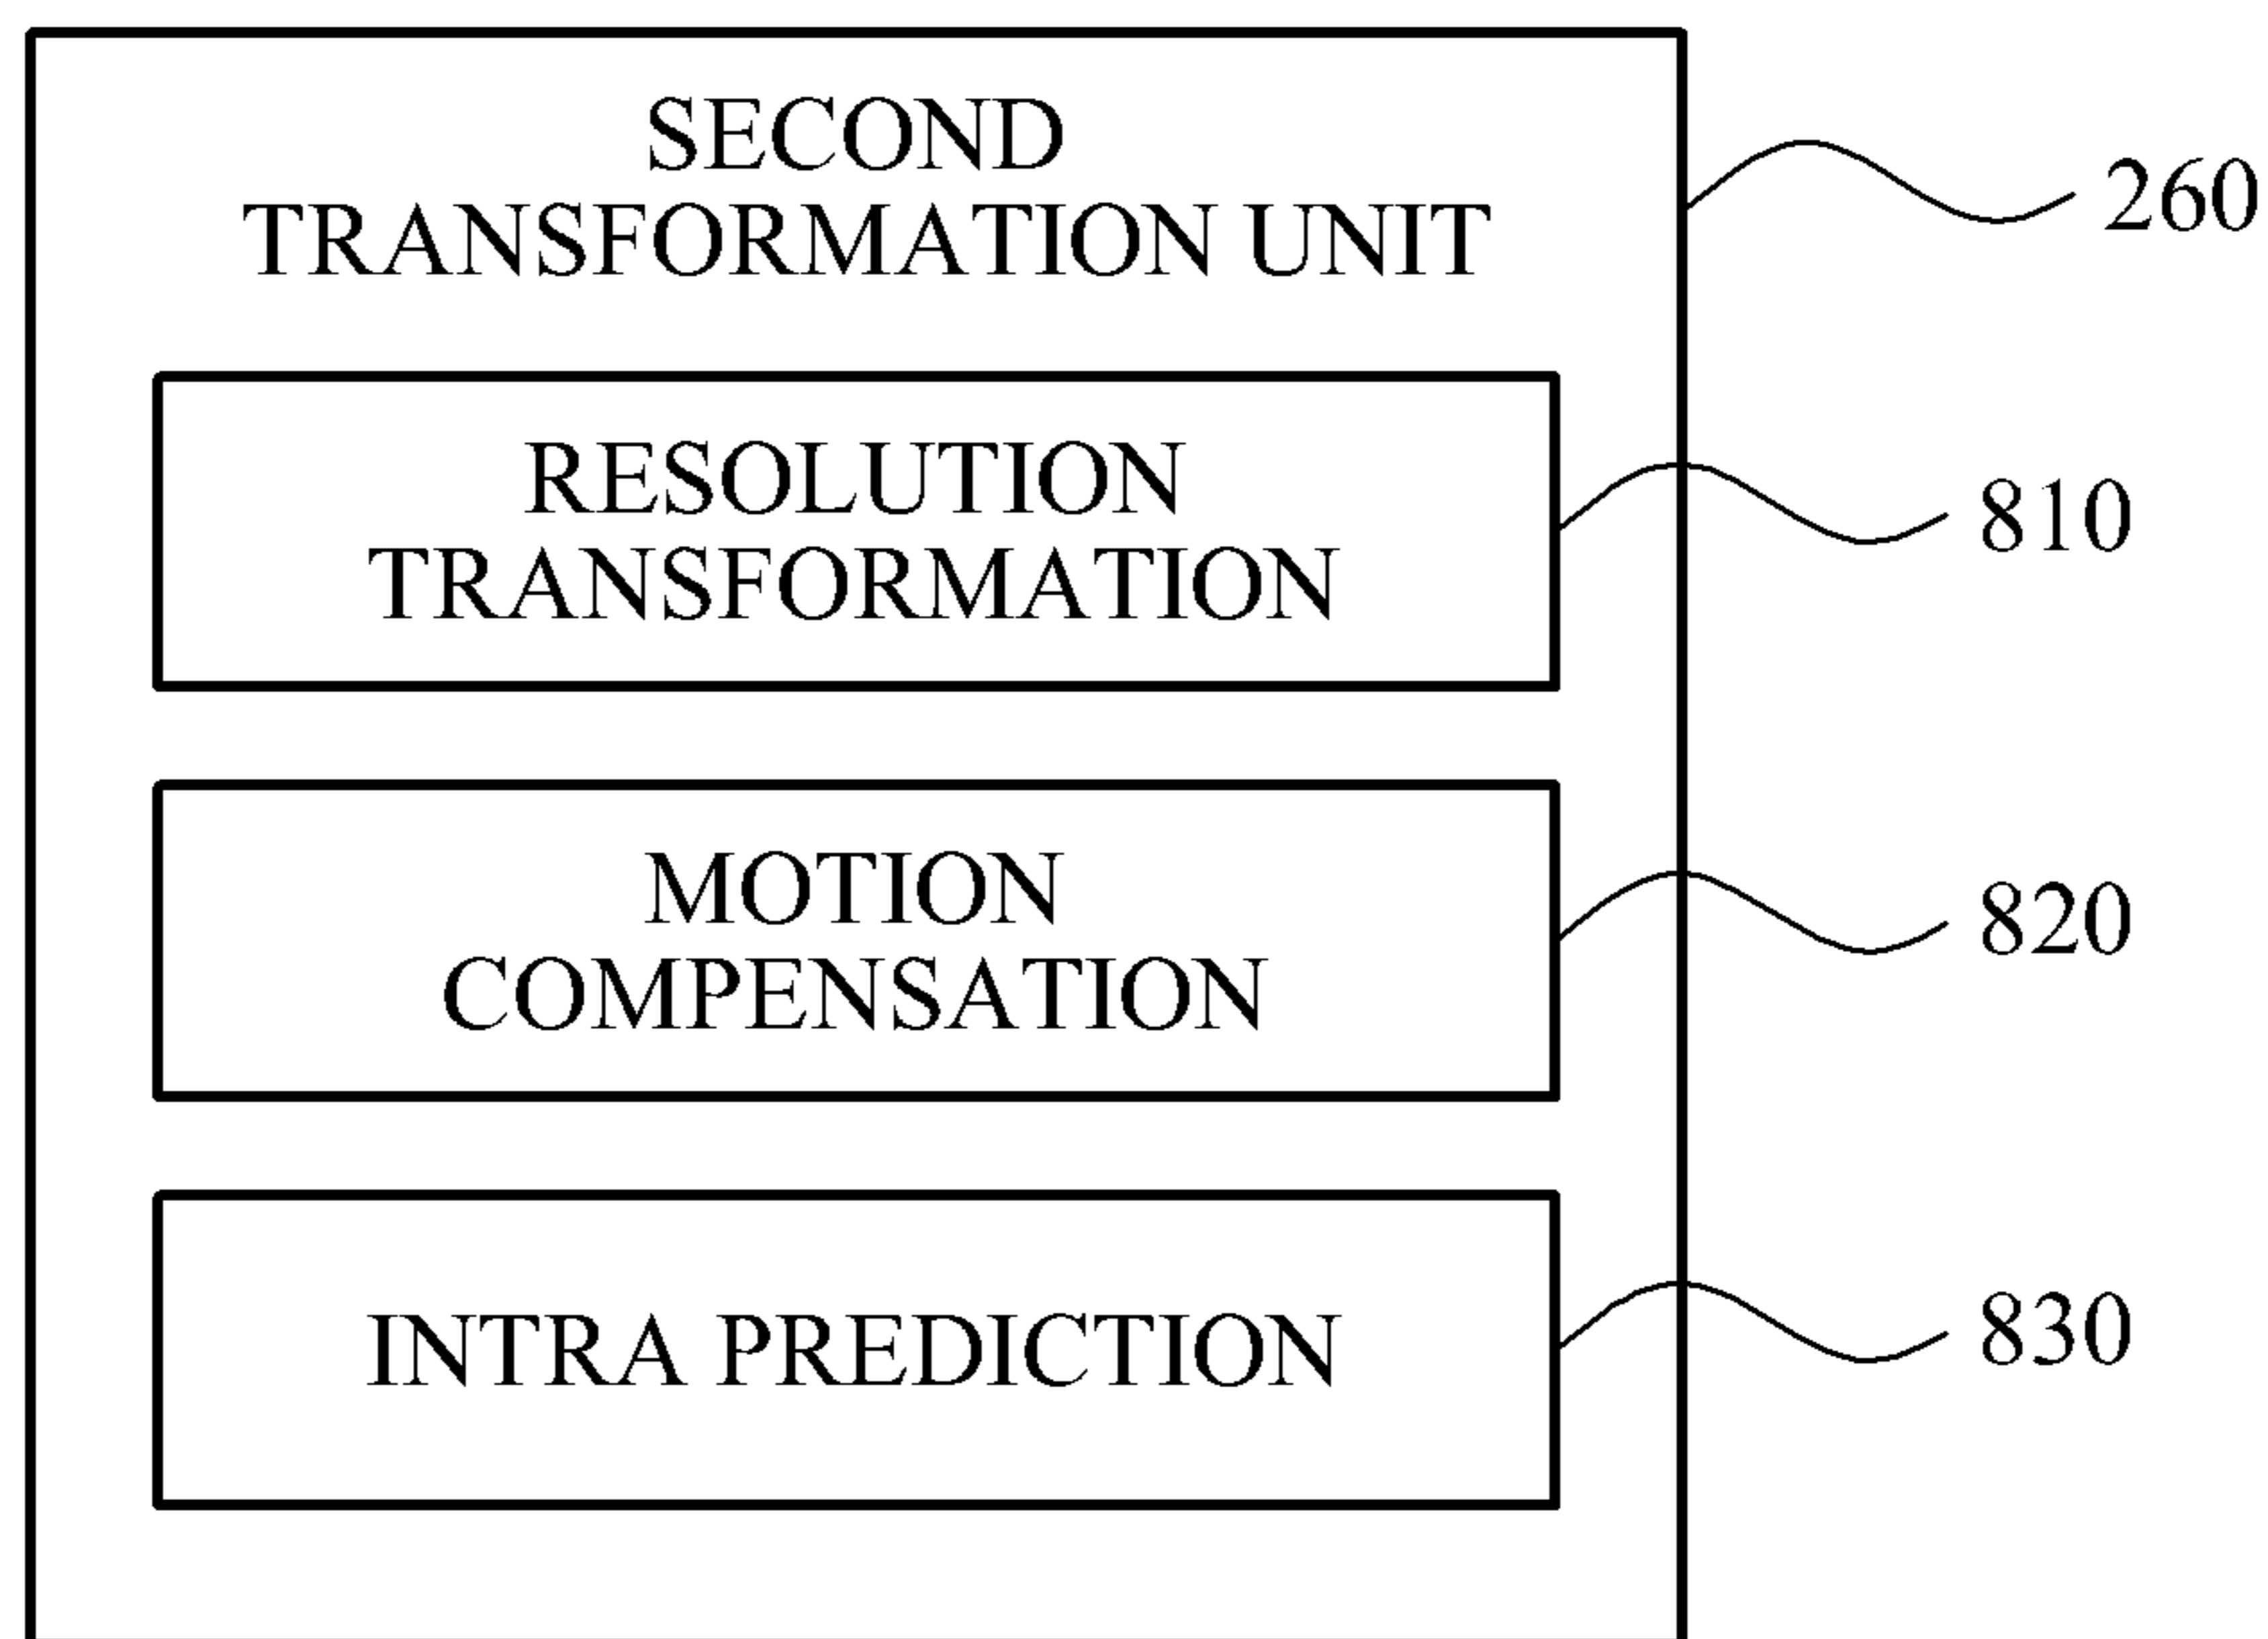 SECOND
TRANSFORMATION UNIT
260
RESOLUTION
TRANSFORMATION
810
MOTION
COMPENSATION
820
INTRA PREDICTION
830